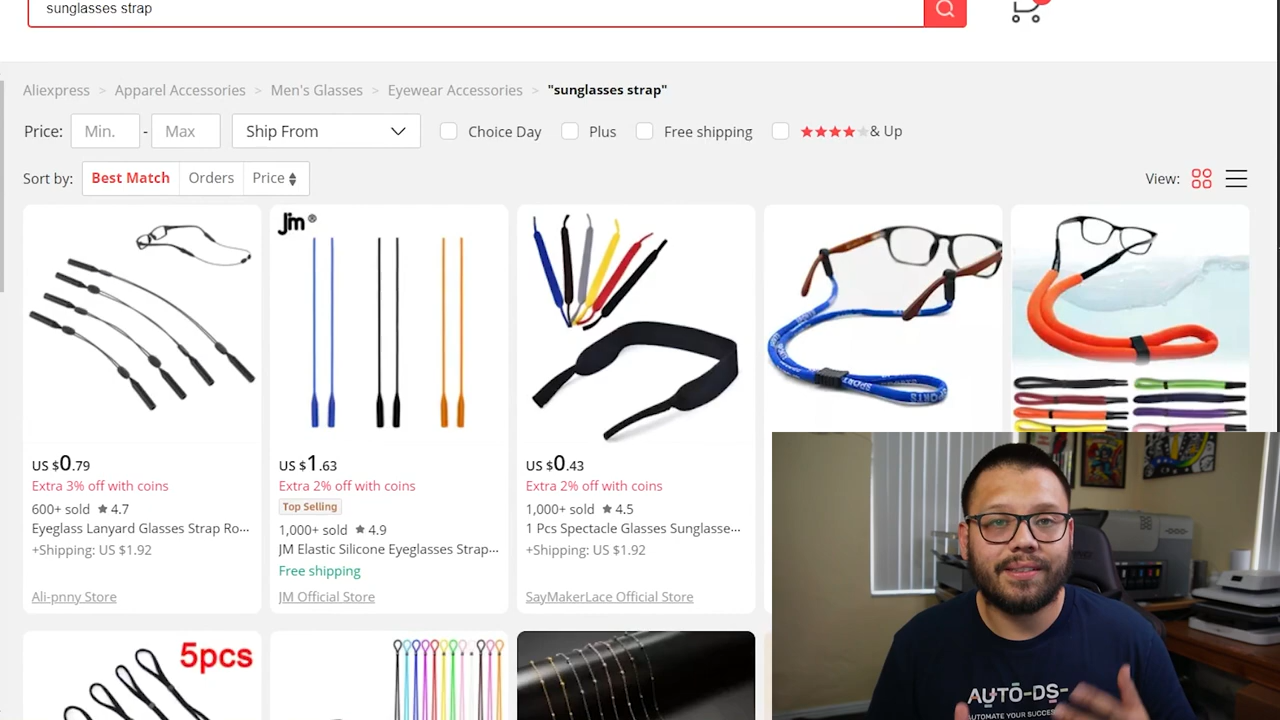 sunglasses strap
Aliexpress > Apparel Accessories > Men's Glasses > Eyewear Accessories > "sunglasses strap"
Price: Min. - Max Ship From Choice Day Plus Free shipping & Up
Sort by: Best Match Orders Price View:
Jm®
SPORTS
US $0.79
Extra 3% off with coins
600+ sold ★ 4.7
Eyeglass Lanyard Glasses Strap Ro...
+Shipping: US $1.92
Ali-pnny Store
US $1.63
Extra 2% off with coins
Top Selling
1,000+ sold ★ 4.9
JM Elastic Silicone Eyeglasses Strap...
Free shipping
JM Official Store
US $0.43
Extra 2% off with coins
1,000+ sold ★ 4.5
1 Pcs Spectacle Glasses Sunglasse...
+Shipping: US $1.92
SayMakerLace Official Store
5pcs
AUTO-DS-
AUTOMATE YOUR SUCCES